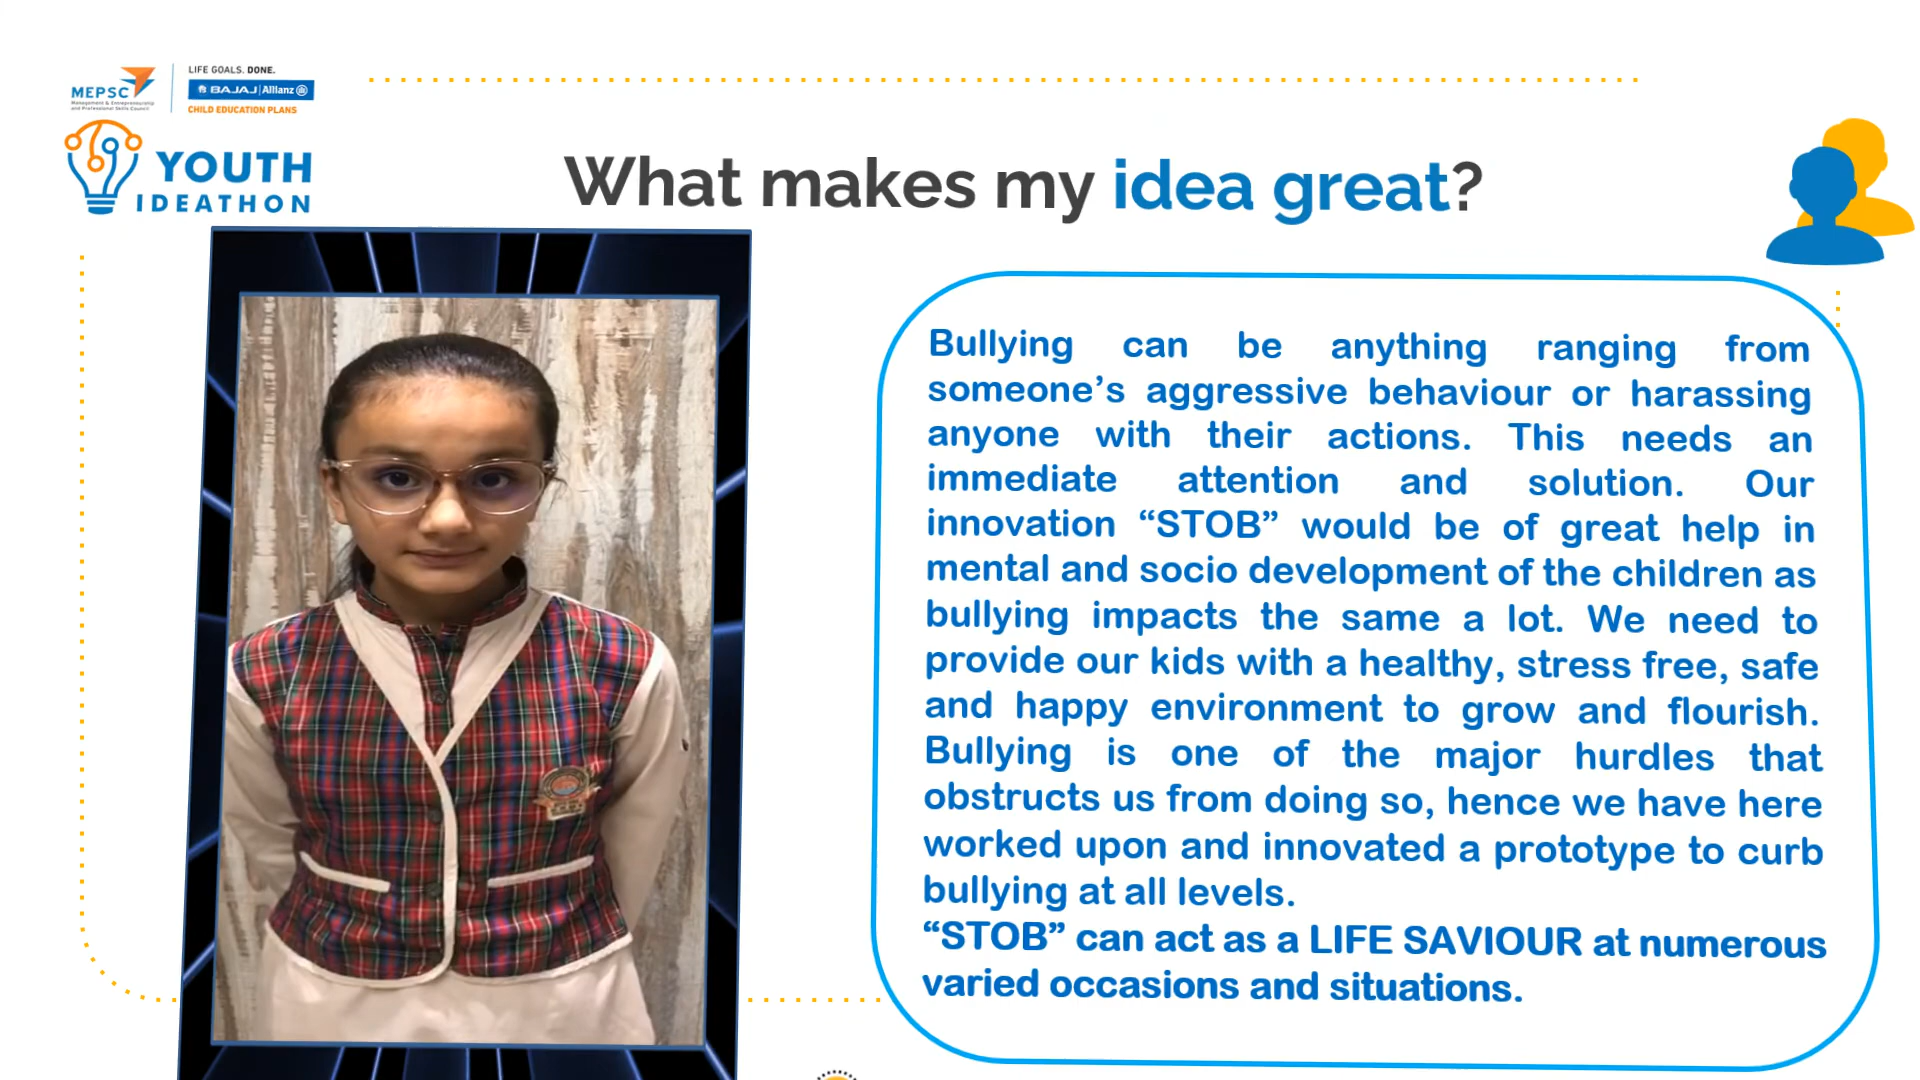 MEPSC
Management & Entrepreneurship
and Professional Skills Council
LIFE GOALS. DONE.
BAJAJ Allianz
CHILD EDUCATION PLANS
YOUTH
IDEATHON
What makes my idea great?
Bullying can be anything ranging from
someone’s aggressive behaviour or harassing
anyone with their actions. This needs an
immediate attention and solution. Our
innovation “STOB” would be of great help in
mental and socio development of the children as
bullying impacts the same a lot. We need to
provide our kids with a healthy, stress free, safe
and happy environment to grow and flourish.
Bullying is one of the major hurdles that
obstructs us from doing so, hence we have here
worked upon and innovated a prototype to curb
bullying at all levels.
“STOB” can act as a LIFE SAVIOUR at numerous
varied occasions and situations.